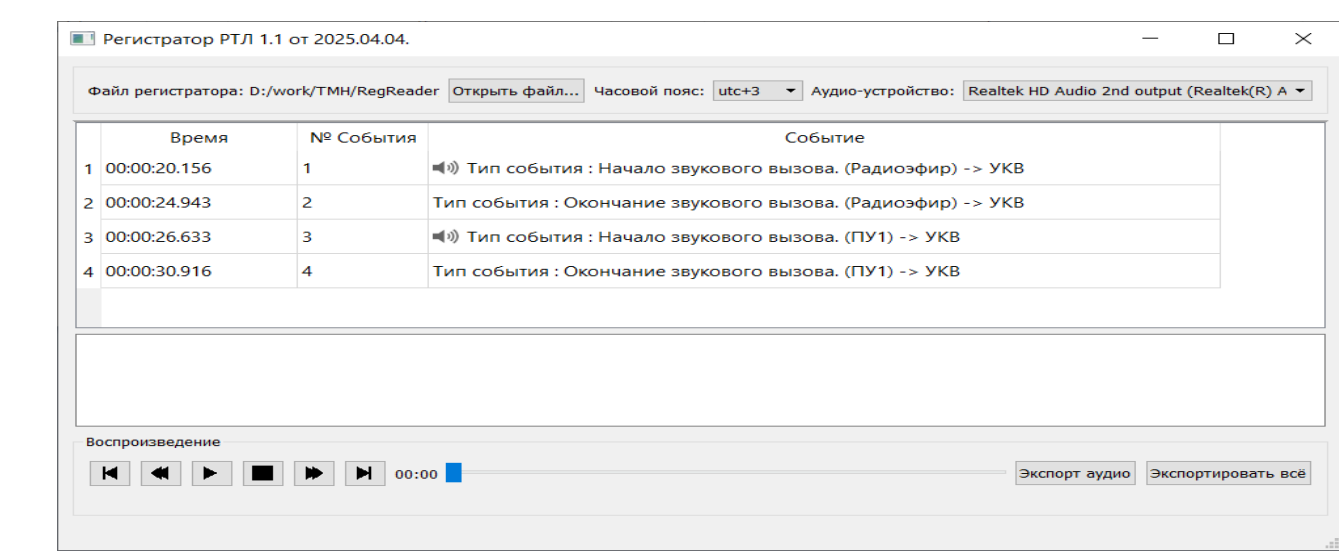 Регистратор РТЛ 1.1 от 2025.04.04.
Файл регистратора: D:/work/TMH/RegReader Открыть файл... Часовой пояс: utc+3 Аудио-устройство: Realtek HD Audio 2nd output (Realtek(R) A
Время № События Событие
1 00:00:20.156 1 Тип события : Начало звукового вызова. (Радиоэфир) -> УКВ
2 00:00:24.943 2 Тип события : Окончание звукового вызова. (Радиоэфир) -> УКВ
3 00:00:26.633 3 Тип события : Начало звукового вызова. (ПУ1) -> УКВ
4 00:00:30.916 4 Тип события : Окончание звукового вызова. (ПУ1) -> УКВ
Воспроизведение
00:00 Экспорт аудио Экспортировать всё